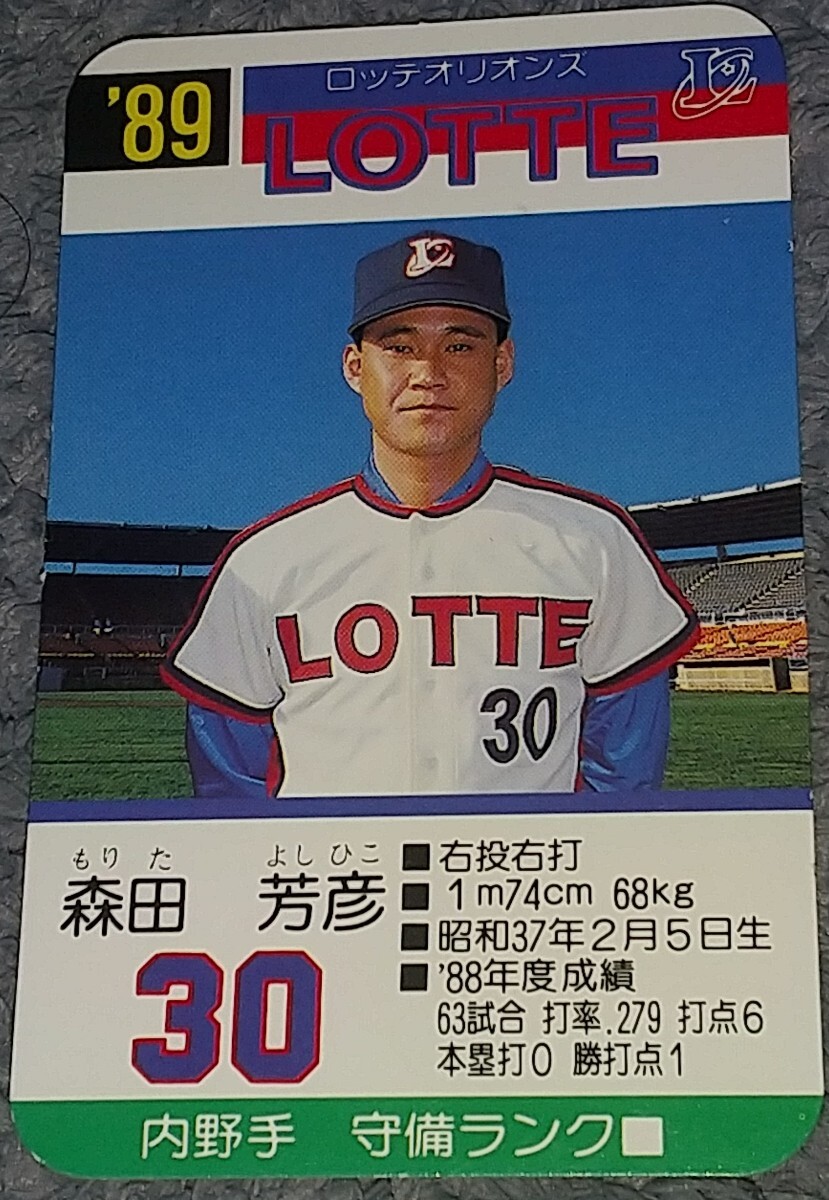 '89
ロッテオリオンズ
LOTTE
LOTTE
30
もりた よしひこ
森田 芳彦
30
■右投右打
■1m74cm 68kg
■昭和37年2月5日生
■'88年度成績
63試合 打率.279 打点6
本塁打0 勝打点1
内野手 守備ランク□